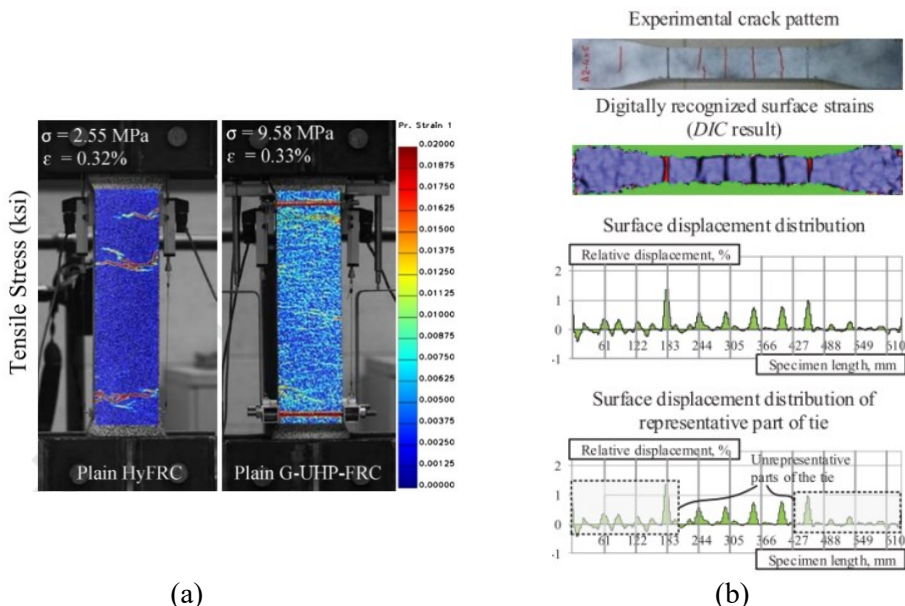 Tensile Stress (ksi)
σ = 2.55 MPa
ε = 0.32%
Plain HyFRC
σ = 9.58 MPa
ε = 0.33%
Plain G-UHP-FRC
Pr. Strain 1
0.02000
0.01875
0.01750
0.01625
0.01500
0.01375
0.01250
0.01125
0.01000
0.00875
0.00750
0.00625
0.00500
0.00375
0.00250
0.00125
0.00000
(a)
Experimental crack pattern
Digitally recognized surface strains
(DIC result)
Surface displacement distribution
Relative displacement, %
2
1
0
-1
61 122 183 244 305 366 427 488 549 510
Specimen length, mm
Surface displacement distribution of
representative part of tie
Relative displacement, %
Unrepresentative
parts of the tie
2
1
0
-1
61 122 183 244 305 366 427 488 549 510
Specimen length, mm
(b)